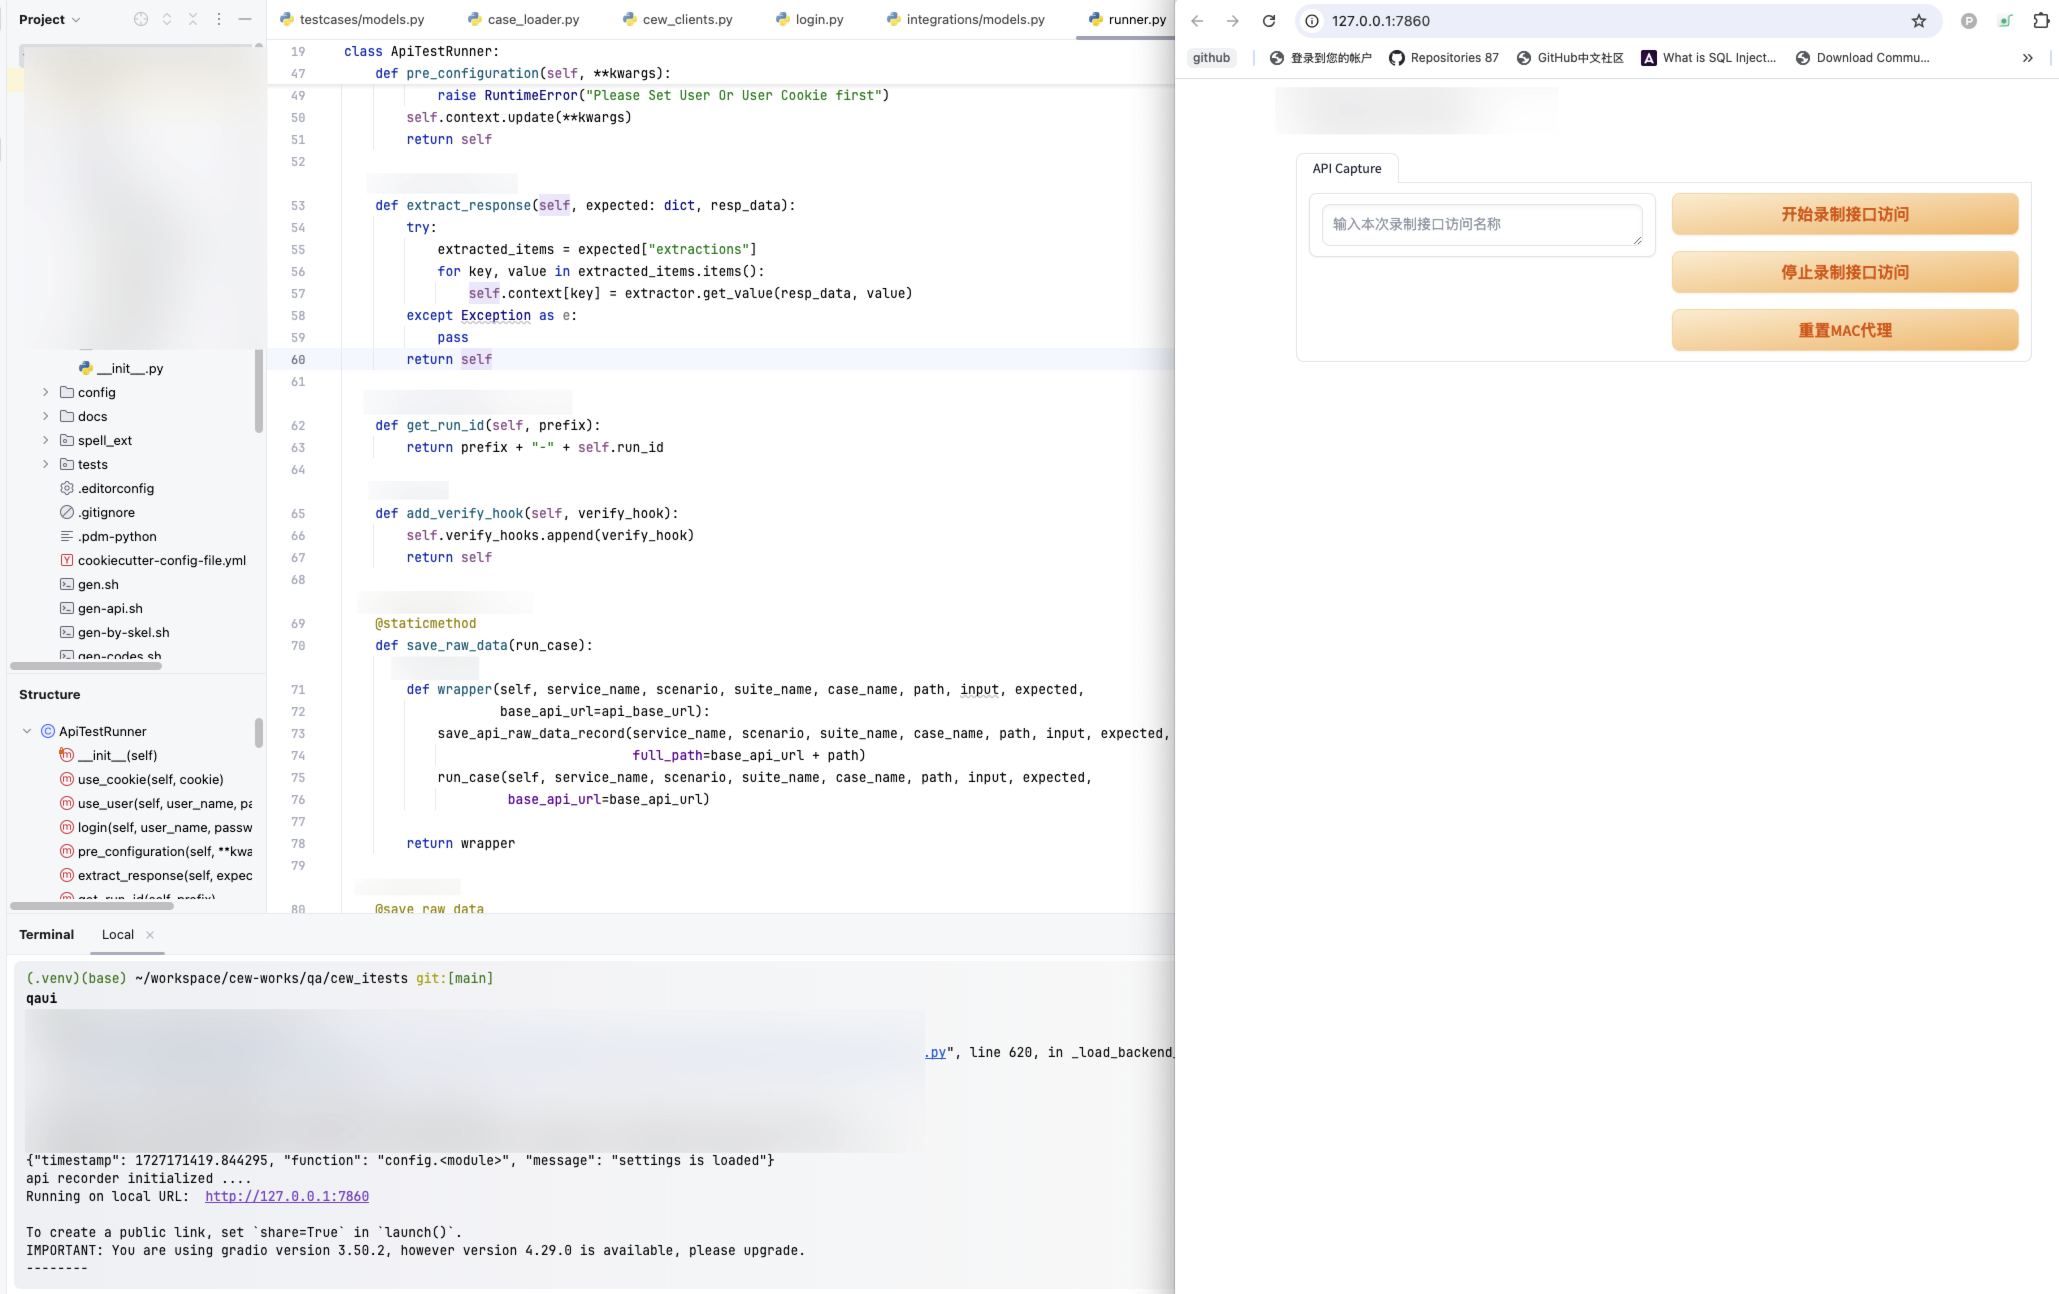 Project
__init__.py
config
docs
spell_ext
tests
.editorconfig
.gitignore
.pdm-python
cookiecutter-config-file.yml
gen.sh
gen-api.sh
gen-by-skel.sh
gen-codes.sh
Structure
ApiTestRunner
__init__(self)
use_cookie(self, cookie)
use_user(self, user_name, pa
login(self, user_name, passw
pre_configuration(self, **kwa
extract_response(self, expec
get_run_id(self, prefix)
testcases/models.py
case_loader.py
cew_clients.py
login.py
integrations/models.py
runner.py
19 class ApiTestRunner:
47 def pre_configuration(self, **kwargs):
49 raise RuntimeError("Please Set User Or User Cookie first")
50 self.context.update(**kwargs)
51 return self
52
53 def extract_response(self, expected: dict, resp_data):
54 try:
55 extracted_items = expected["extractions"]
56 for key, value in extracted_items.items():
57 self.context[key] = extractor.get_value(resp_data, value)
58 except Exception as e:
59 pass
60 return self
61
62 def get_run_id(self, prefix):
63 return prefix + "-" + self.run_id
64
65 def add_verify_hook(self, verify_hook):
66 self.verify_hooks.append(verify_hook)
67 return self
68
69 @staticmethod
70 def save_raw_data(run_case):
71 def wrapper(self, service_name, scenario, suite_name, case_name, path, input, expected,
72 base_api_url=api_base_url):
73 save_api_raw_data_record(service_name, scenario, suite_name, case_name, path, input, expected,
74 full_path=base_api_url + path)
75 run_case(self, service_name, scenario, suite_name, case_name, path, input, expected,
76 base_api_url=base_api_url)
77
78 return wrapper
79
80 @save_raw_data
Terminal
Local
(.venv)(base) ~/workspace/cew-works/qa/cew_itests git:[main]
qaui
.py", line 620, in _load_backend_
{"timestamp": 1727171419.844295, "function": "config.<module>", "message": "settings is loaded"}
api recorder initialized ....
Running on local URL: http://127.0.0.1:7860
To create a public link, set `share=True` in `launch()`.
IMPORTANT: You are using gradio version 3.50.2, however version 4.29.0 is available, please upgrade.
--------
127.0.0.1:7860
P
github
登录到您的帐户
Repositories 87
GitHub中文社区
What is SQL Inject...
Download Commu...
API Capture
输入本次录制接口访问名称
开始录制接口访问
停止录制接口访问
重置MAC代理